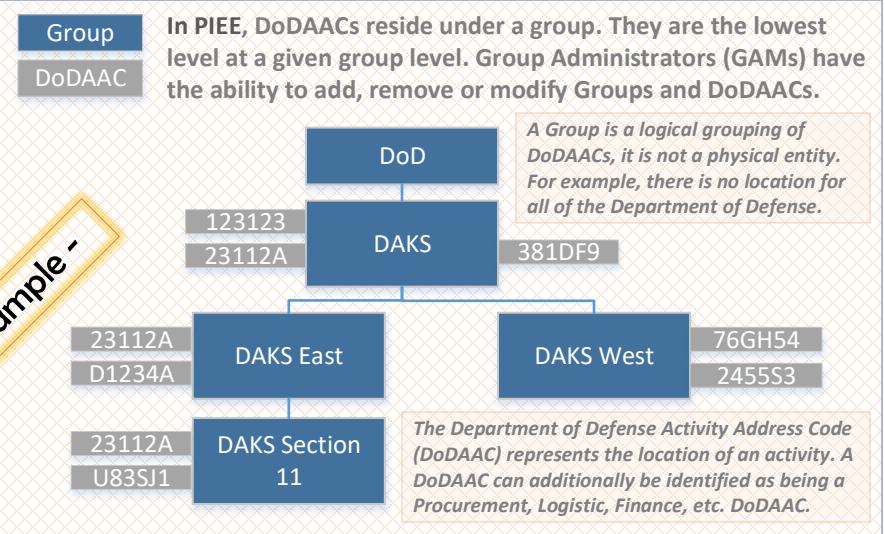 Group
DoDAAC
In PIEE, DoDAACs reside under a group. They are the lowest
level at a given group level. Group Administrators (GAMs) have
the ability to add, remove or modify Groups and DoDAACs.
A Group is a logical grouping of
DoDAACs, it is not a physical entity.
For example, there is no location for
all of the Department of Defense.
DoD
123123
23112A
DAKS
381DF9
23112A
D1234A
DAKS East
DAKS West
76GH54
2455S3
23112A
U83SJ1
DAKS Section
11
The Department of Defense Activity Address Code
(DoDAAC) represents the location of an activity. A
DoDAAC can additionally be identified as being a
Procurement, Logistic, Finance, etc. DoDAAC.